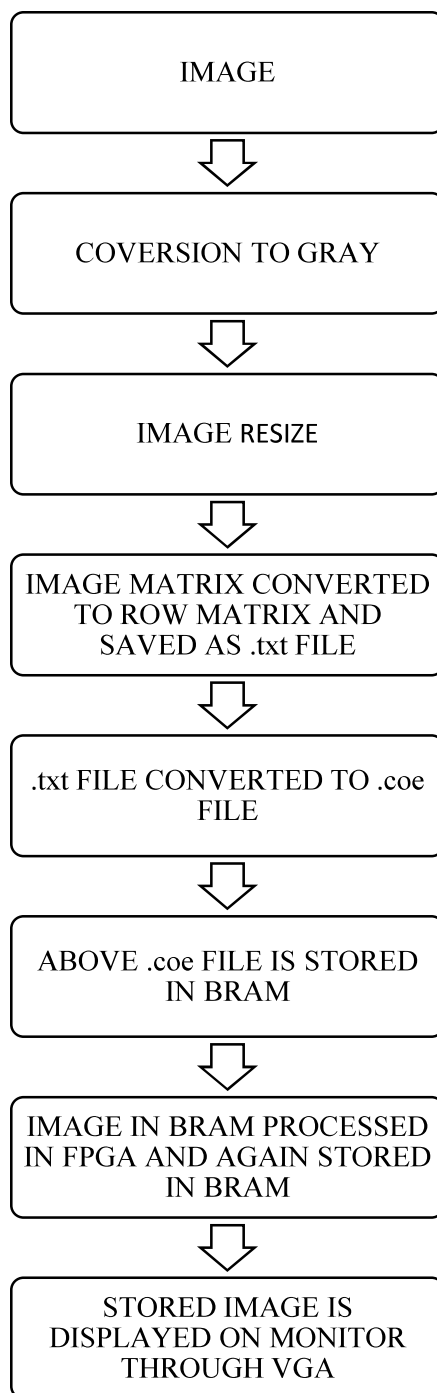 IMAGE
COVERSION TO GRAY
IMAGE RESIZE
IMAGE MATRIX CONVERTED
TO ROW MATRIX AND
SAVED AS .txt FILE
.txt FILE CONVERTED TO .coe
FILE
ABOVE .coe FILE IS STORED
IN BRAM
IMAGE IN BRAM PROCESSED
IN FPGA AND AGAIN STORED
IN BRAM
STORED IMAGE IS
DISPLAYED ON MONITOR
THROUGH VGA